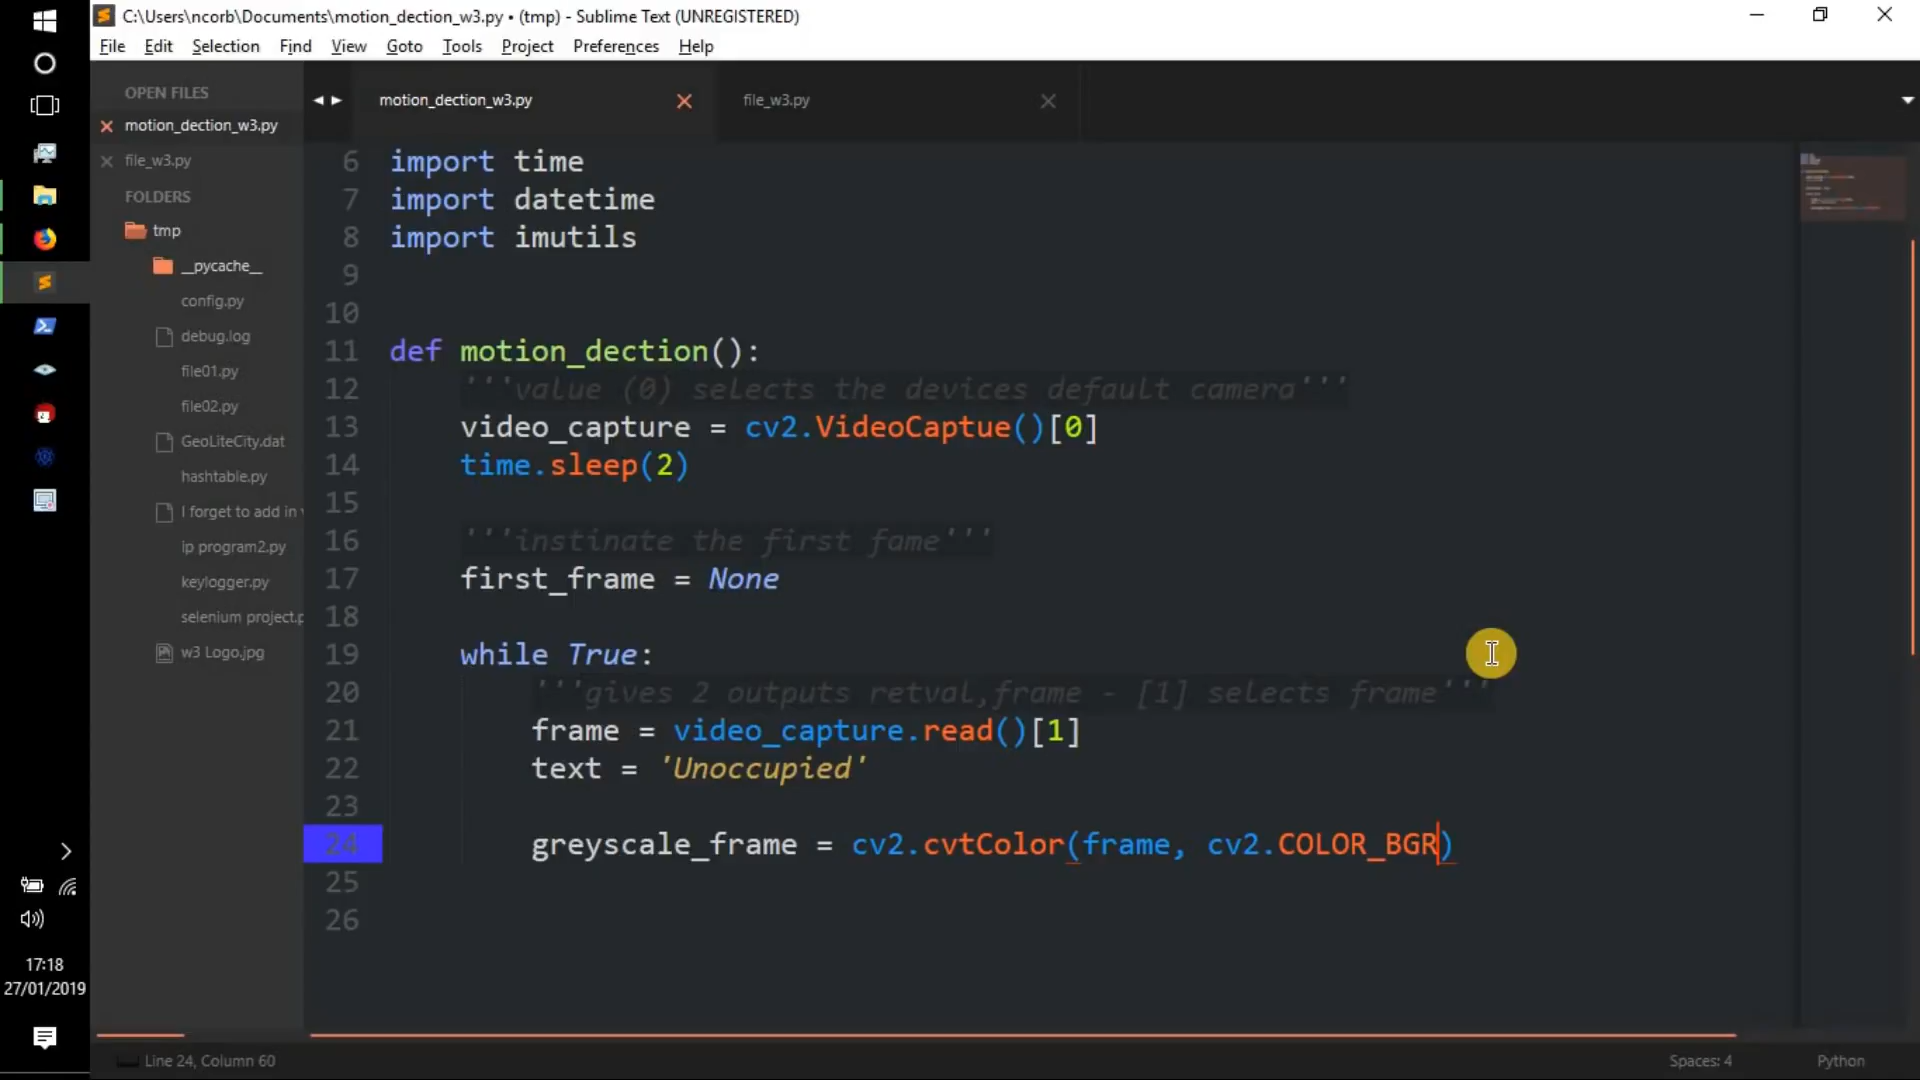 C:\Users\ncorb\Documents\motion_dection_w3.py • (tmp) - Sublime Text (UNREGISTERED)
File Edit Selection Find View Goto Tools Project Preferences Help
OPEN FILES
motion_dection_w3.py
file_w3.py
FOLDERS
tmp
__pycache__
config.py
debug.log
file01.py
file02.py
GeoLiteCity.dat
hashtable.py
I forget to add in v
ip program2.py
keylogger.py
selenium project.p
w3 Logo.jpg
motion_dection_w3.py
file_w3.py
6 import time
7 import datetime
8 import imutils
9
10
11 def motion_dection():
12 '''value (0) selects the devices default camera'''
13 video_capture = cv2.VideoCaptue()[0]
14 time.sleep(2)
15
16 '''instinate the first fame'''
17 first_frame = None
18
19 while True:
20 '''gives 2 outputs retval,frame - [1] selects frame'''
21 frame = video_capture.read()[1]
22 text = 'Unoccupied'
23
24 greyscale_frame = cv2.cvtColor(frame, cv2.COLOR_BGR)
25
26
17:18
27/01/2019
Line 24, Column 60
Spaces: 4
Python